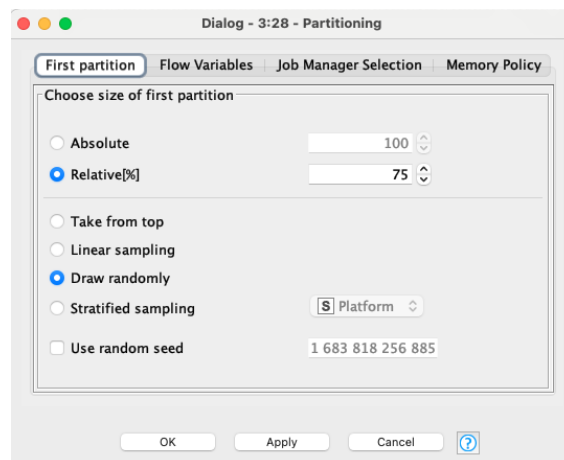 Dialog - 3:28 - Partitioning
First partition Flow Variables Job Manager Selection Memory Policy
Choose size of first partition
Absolute 100
Relative[%] 75
Take from top
Linear sampling
Draw randomly
Stratified sampling S Platform
Use random seed 1 683 818 256 885
OK Apply Cancel ?